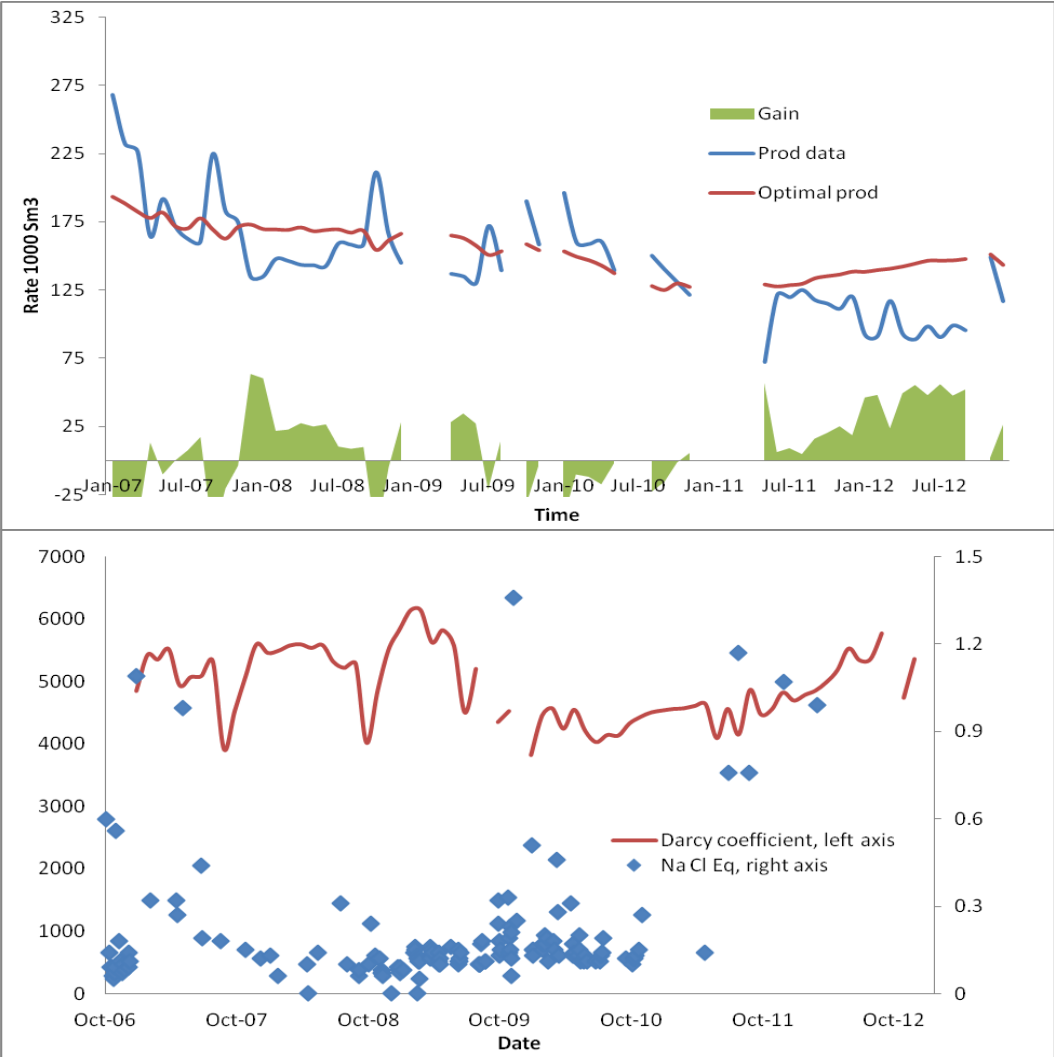 325
275
225
175
125
75
25
-25
Rate 1000 Sm3
Gain
Prod data
Optimal prod
Jan-07 Jul-07 Jan-08 Jul-08 Jan-09 Jul-09 Jan-10 Jul-10 Jan-11 Jul-11 Jan-12 Jul-12
Time
7000
6000
5000
4000
3000
2000
1000
0
1.5
1.2
0.9
0.6
0.3
0
Darcy coefficient, left axis
Na Cl Eq, right axis
Oct-06 Oct-07 Oct-08 Oct-09 Oct-10 Oct-11 Oct-12
Date